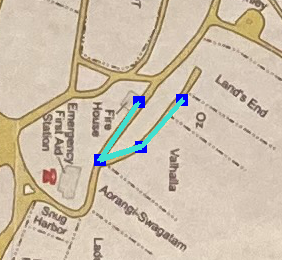 Land's End
Oz
Fire
House
Valhalla
Emergency
First Aid
Station
Aorangi-Swagatam
Snug
Harbor